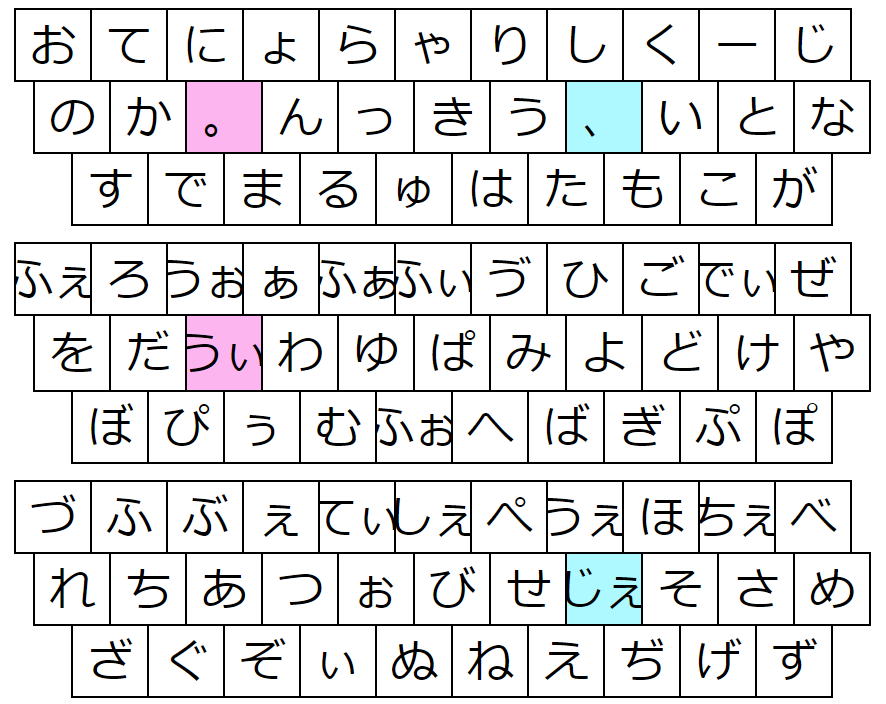 おてにょらゃりしくーじ
のか。んっきう、いとな
すでまるゅはたもこが
ふぇろうぉぁふぁふぃづひごでぃぜ
をだうぃわゆぱみよどけや
ぼぴぅむふぉへばぎぷぽ
づふぶぇてぃしぇぺうぇほちぇべ
れちあつぉびせじぇそさめ
ざぐぞぃぬねえぢげず